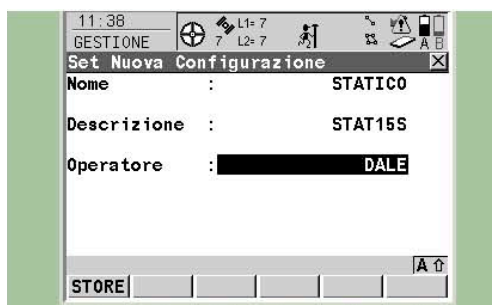 11:38
GESTIONE
7
L1= 7
L2= 7
A B
Set Nuova Configurazione
Nome : STATICO
Descrizione : STAT15S
Operatore : DALE
A
STORE